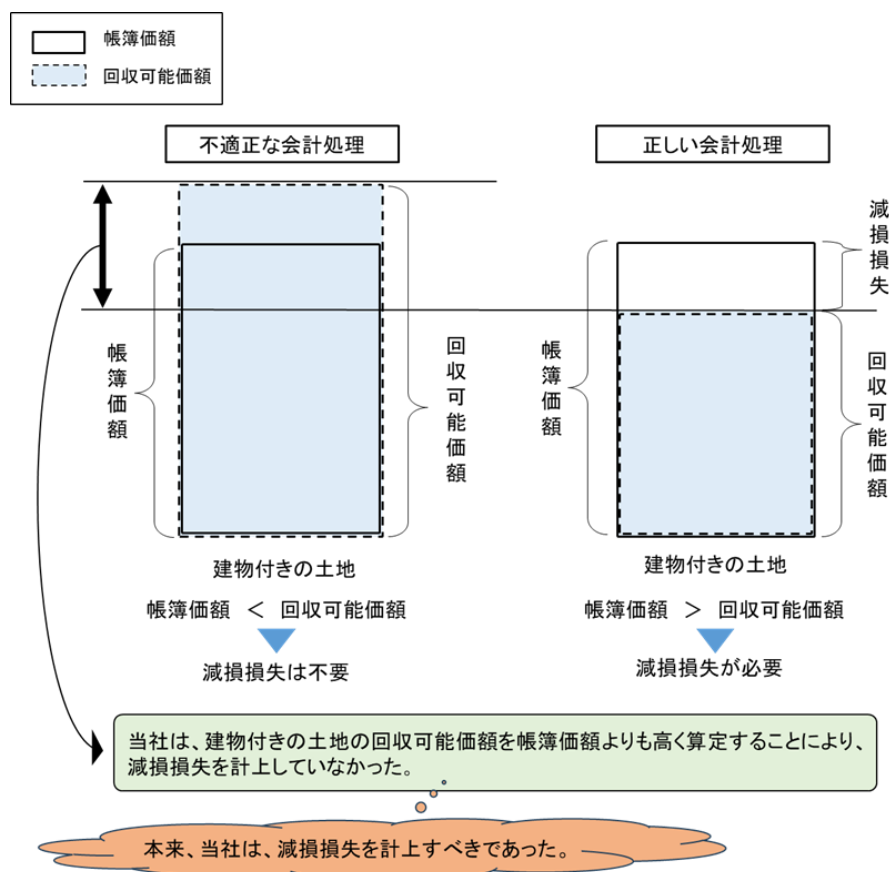 帳簿価額
回収可能価額
不適正な会計処理
正しい会計処理
帳簿価額
回収可能価額
帳簿価額
減損損失
回収可能価額
建物付きの土地
建物付きの土地
帳簿価額 < 回収可能価額
帳簿価額 > 回収可能価額
減損損失は不要
減損損失が必要
当社は、建物付きの土地の回収可能価額を帳簿価額よりも高く算定することにより、
減損損失を計上していなかった。
本来、当社は、減損損失を計上すべきであった。